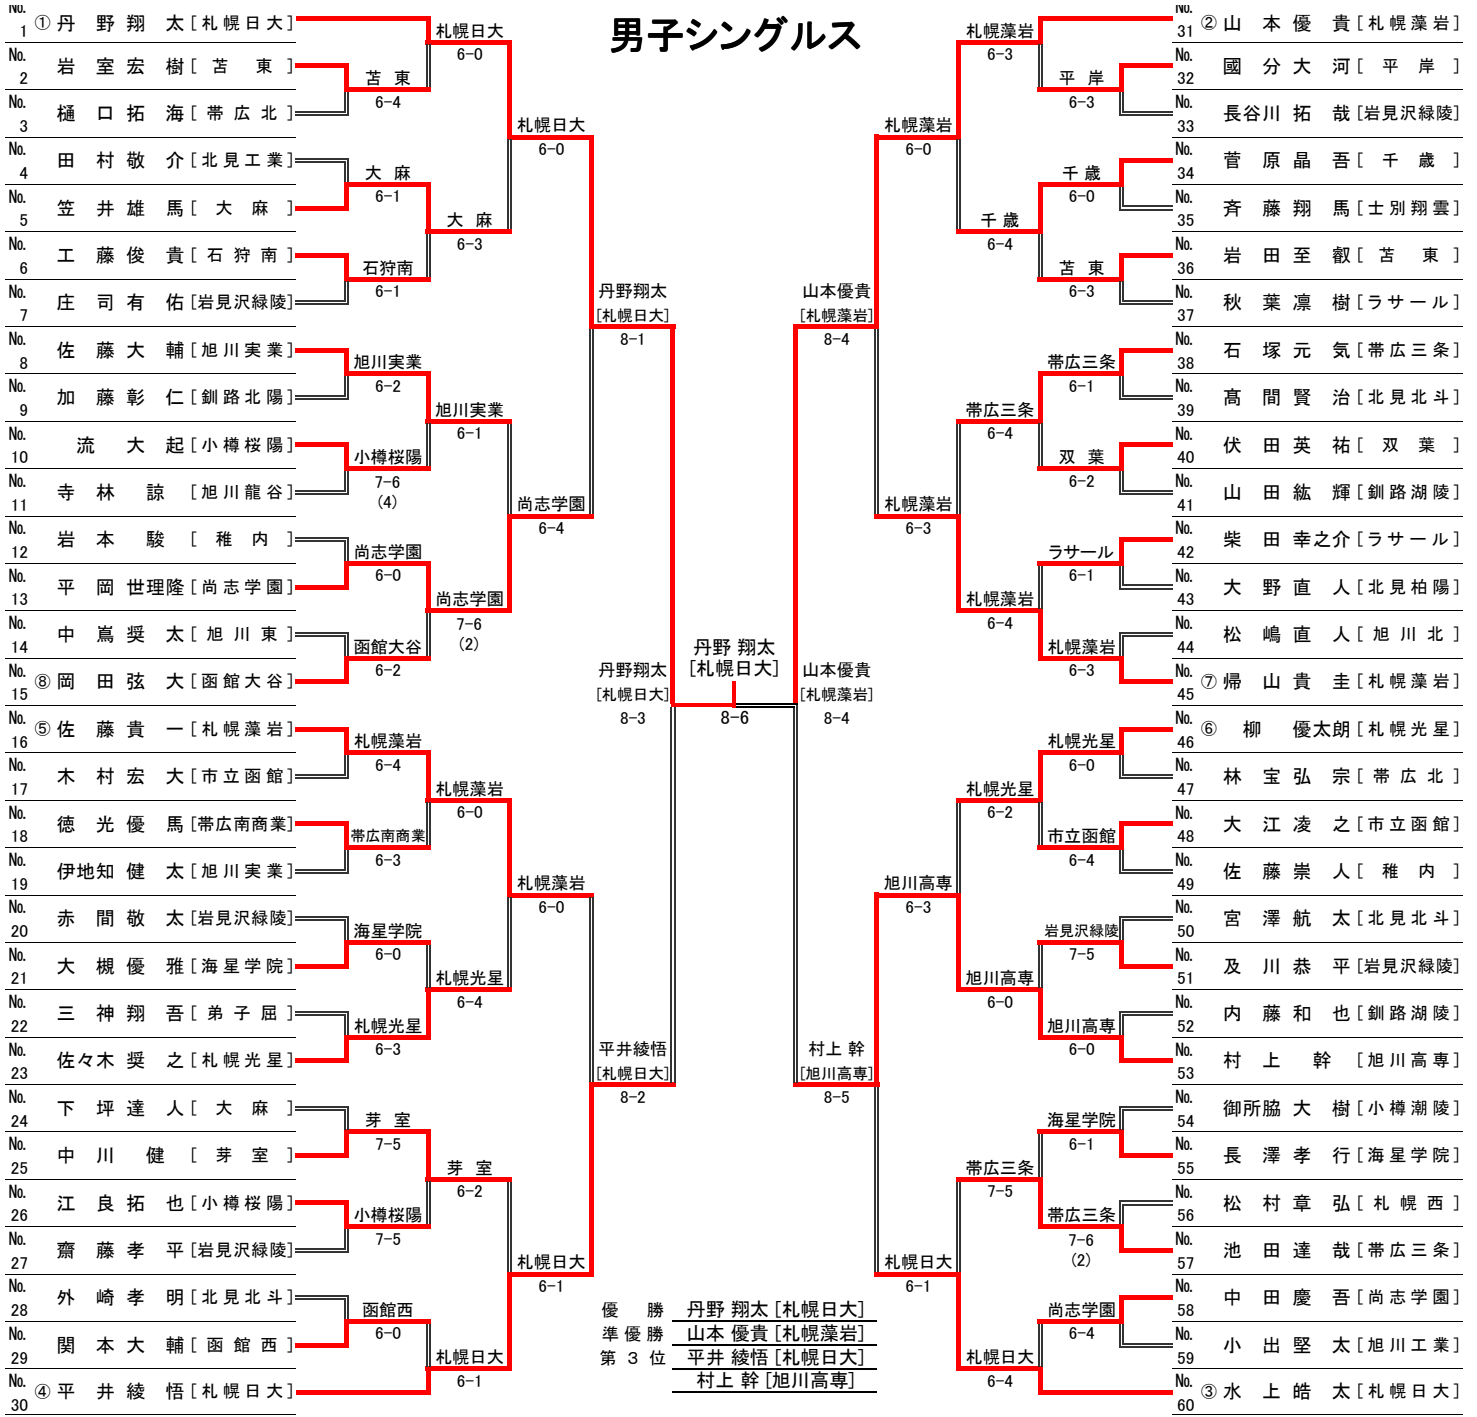 男子シングルス
No. 1 ① 丹野翔太 [札幌日大]
No. 2 岩室宏樹 [苫東]
No. 3 樋口拓海 [帯広北]
No. 4 田村敬介 [北見工業]
No. 5 笠井雄馬 [大麻]
No. 6 工藤俊貴 [石狩南]
No. 7 庄司有佑 [岩見沢緑陵]
No. 8 佐藤大輔 [旭川実業]
No. 9 加藤彰仁 [釧路北陽]
No. 10 流大起 [小樽桜陽]
No. 11 寺林諒 [旭川龍谷]
No. 12 岩本駿 [稚内]
No. 13 平岡世理隆 [尚志学園]
No. 14 中嶌奨太 [旭川東]
No. 15 ⑧ 岡田弦大 [函館大谷]
No. 16 ⑤ 佐藤貴一 [札幌藻岩]
No. 17 木村宏大 [市立函館]
No. 18 徳光優馬 [帯広南商業]
No. 19 伊地知健太 [旭川実業]
No. 20 赤間敬太 [岩見沢緑陵]
No. 21 大槻優雅 [海星学院]
No. 22 三神翔吾 [弟子屈]
No. 23 佐々木奨之 [札幌光星]
No. 24 下坪達人 [大麻]
No. 25 中川健 [芽室]
No. 26 江良拓也 [小樽桜陽]
No. 27 齋藤孝平 [岩見沢緑陵]
No. 28 外崎孝明 [北見北斗]
No. 29 関本大輔 [函館西]
No. 30 ④ 平井綾悟 [札幌日大]
苫東
6-4
大麻
6-1
石狩南
6-1
旭川実業
6-2
小樽桜陽
7-6
(4)
尚志学園
6-0
函館大谷
6-2
札幌藻岩
6-4
帯広南商業
6-3
海星学院
6-0
札幌光星
6-3
芽室
7-5
小樽桜陽
7-5
函館西
6-0
札幌日大
6-0
大麻
6-3
旭川実業
6-1
尚志学園
7-6
(2)
札幌藻岩
6-0
札幌光星
6-4
芽室
6-2
札幌日大
6-1
札幌日大
6-0
尚志学園
6-4
札幌藻岩
6-0
札幌日大
6-1
丹野翔太
[札幌日大]
8-1
平井綾悟
[札幌日大]
8-2
丹野翔太
[札幌日大]
8-3
丹野 翔太
[札幌日大]
8-6
山本優貴
[札幌藻岩]
8-4
山本優貴
[札幌藻岩]
8-4
村上 幹
[旭川高専]
8-5
札幌藻岩
6-0
札幌藻岩
6-3
旭川高専
6-3
札幌日大
6-1
札幌藻岩
6-3
千歳
6-4
帯広三条
6-4
札幌藻岩
6-4
札幌光星
6-2
旭川高専
6-0
帯広三条
7-5
札幌日大
6-4
平岸
6-3
千歳
6-0
苫東
6-3
帯広三条
6-1
双葉
6-2
ラサール
6-1
札幌藻岩
6-3
札幌光星
6-0
市立函館
6-4
岩見沢緑陵
7-5
旭川高専
6-0
海星学院
6-1
帯広三条
7-6
(2)
尚志学園
6-4
No. 31 ② 山本優貴 [札幌藻岩]
No. 32 國分大河 [平岸]
No. 33 長谷川拓哉 [岩見沢緑陵]
No. 34 菅原晶吾 [千歳]
No. 35 斉藤翔馬 [士別翔雲]
No. 36 岩田至叡 [苫東]
No. 37 秋葉凛樹 [ラサール]
No. 38 石塚元気 [帯広三条]
No. 39 髙間賢治 [北見北斗]
No. 40 伏田英祐 [双葉]
No. 41 山田紘輝 [釧路湖陵]
No. 42 柴田幸之介 [ラサール]
No. 43 大野直人 [北見柏陽]
No. 44 松嶋直人 [旭川北]
No. 45 ⑦ 帰山貴圭 [札幌藻岩]
No. 46 ⑥ 柳優太朗 [札幌光星]
No. 47 林宝弘宗 [帯広北]
No. 48 大江凌之 [市立函館]
No. 49 佐藤崇人 [稚内]
No. 50 宮澤航太 [北見北斗]
No. 51 及川恭平 [岩見沢緑陵]
No. 52 内藤和也 [釧路湖陵]
No. 53 村上幹 [旭川高専]
No. 54 御所脇大樹 [小樽潮陵]
No. 55 長澤孝行 [海星学院]
No. 56 松村章弘 [札幌西]
No. 57 池田達哉 [帯広三条]
No. 58 中田慶吾 [尚志学園]
No. 59 小出堅太 [旭川工業]
No. 60 ③ 水上皓太 [札幌日大]
優勝 丹野 翔太 [札幌日大]
準優勝 山本 優貴 [札幌藻岩]
第3位 平井 綾悟 [札幌日大]
村上 幹 [旭川高専]